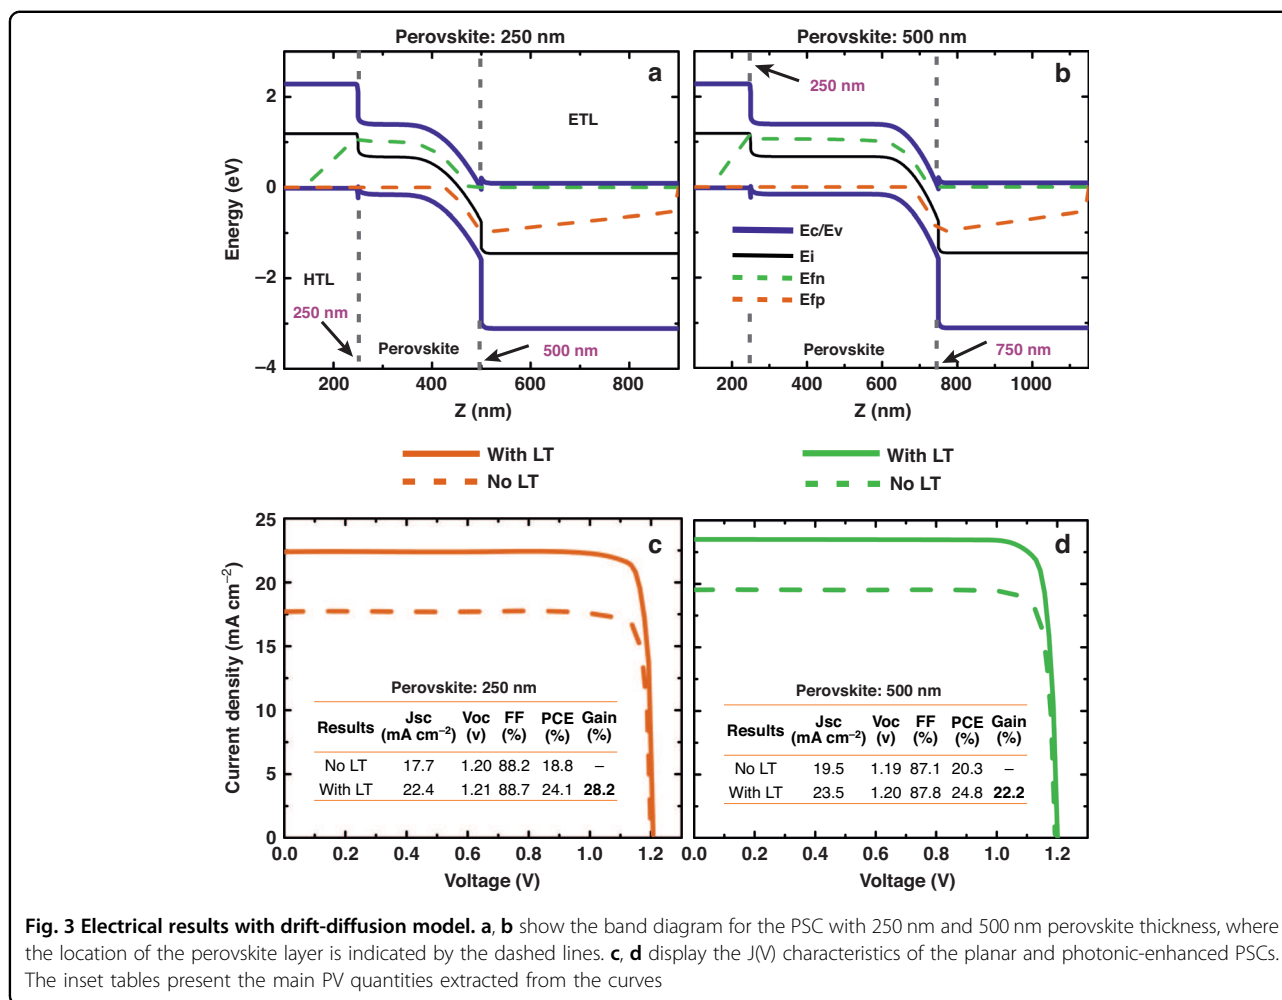 Perovskite: 250 nm
a
ETL
HTL
250 nm
Perovskite
500 nm
Energy (eV)
2
0
−2
−4
200 400 600 800
Z (nm)
Perovskite: 500 nm
b
250 nm
Ec/Ev
Ei
Efn
Efp
Perovskite
750 nm
200 400 600 800 1000
Z (nm)
With LT
No LT
With LT
No LT
c
Current density (mA cm⁻²)
25
20
15
10
5
0
Perovskite: 250 nm
Results Jsc (mA cm⁻²) Voc (v) FF (%) PCE (%) Gain (%)
No LT 17.7 1.20 88.2 18.8 –
With LT 22.4 1.21 88.7 24.1 28.2
0.0 0.2 0.4 0.6 0.8 1.0 1.2
Voltage (V)
d
Perovskite: 500 nm
Results Jsc (mA cm⁻²) Voc (v) FF (%) PCE (%) Gain (%)
No LT 19.5 1.19 87.1 20.3 –
With LT 23.5 1.20 87.8 24.8 22.2
0.0 0.2 0.4 0.6 0.8 1.0 1.2
Voltage (V)
Fig. 3 Electrical results with drift-diffusion model. a, b show the band diagram for the PSC with 250 nm and 500 nm perovskite thickness, where
the location of the perovskite layer is indicated by the dashed lines. c, d display the J(V) characteristics of the planar and photonic-enhanced PSCs.
The inset tables present the main PV quantities extracted from the curves